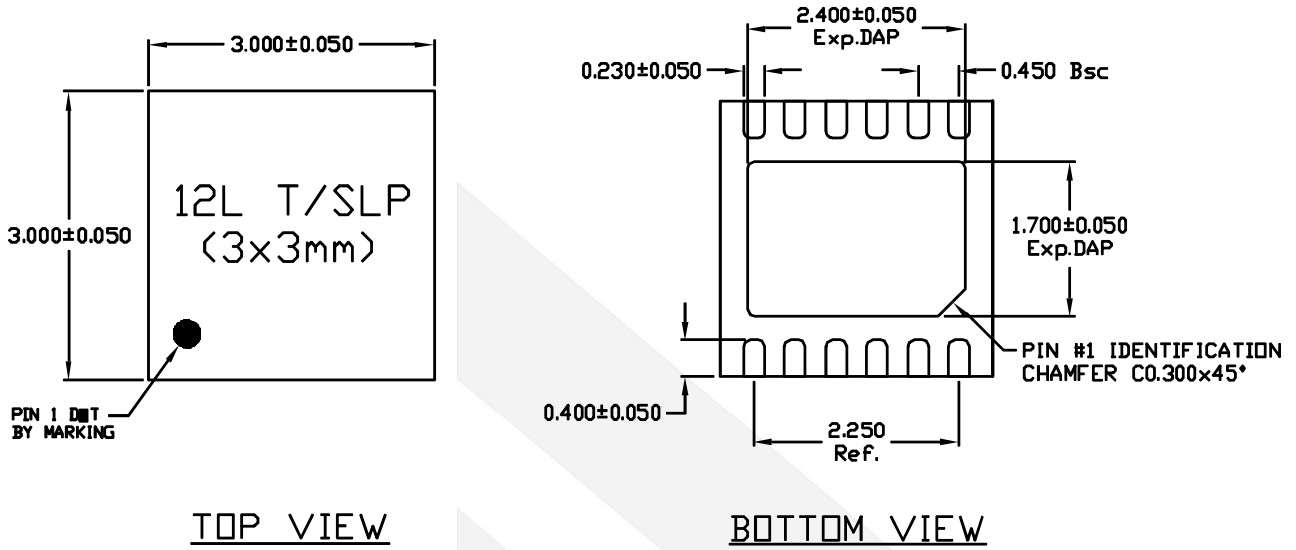 3.000±0.050
3.000±0.050
12L T/SLP
(3x3mm)
PIN 1 DOT
BY MARKING
TOP VIEW
2.400±0.050
Exp.DAP
0.230±0.050
0.450 Bsc
1.700±0.050
Exp.DAP
PIN #1 IDENTIFICATION
CHAMFER C0.300x45°
0.400±0.050
2.250
Ref.
BOTTOM VIEW